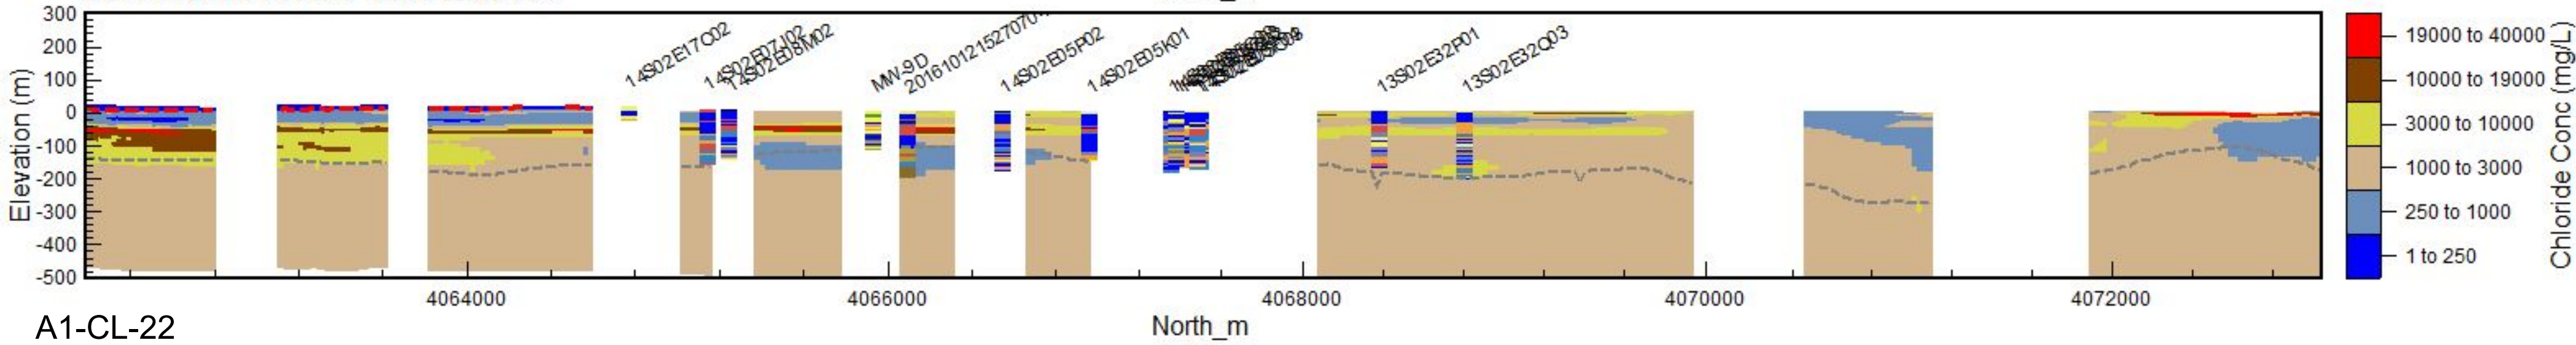 300
200
100
0
-100
-200
-300
-400
-500
Elevation (m)
14S02E17Q02
14S02E07J02
14S02E08M02
MW-9D
14S02E05P02
14S02E05K01
13S02E32P01
13S02E32Q03
4064000
4066000
4068000
4070000
4072000
North_m
19000 to 40000
10000 to 19000
3000 to 10000
1000 to 3000
250 to 1000
1 to 250
Chloride Conc (mg/L)
A1-CL-22